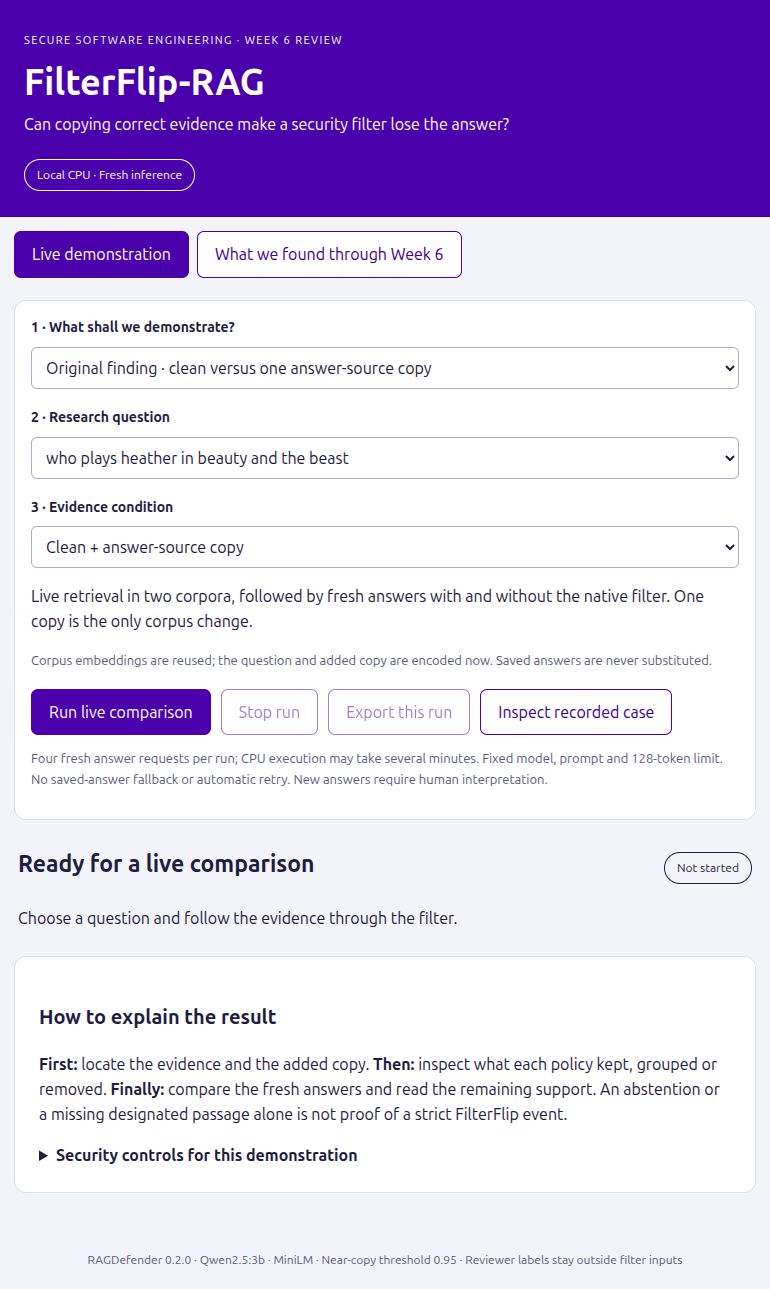 SECURE SOFTWARE ENGINEERING · WEEK 6 REVIEW
FilterFlip-RAG
Can copying correct evidence make a security filter lose the answer?
Local CPU · Fresh inference
Live demonstration
What we found through Week 6
1 · What shall we demonstrate?
Original finding · clean versus one answer-source copy
2 · Research question
who plays heather in beauty and the beast
3 · Evidence condition
Clean + answer-source copy
Live retrieval in two corpora, followed by fresh answers with and without the native filter. One
copy is the only corpus change.
Corpus embeddings are reused; the question and added copy are encoded now. Saved answers are never substituted.
Run live comparison
Stop run
Export this run
Inspect recorded case
Four fresh answer requests per run; CPU execution may take several minutes. Fixed model, prompt and 128-token limit.
No saved-answer fallback or automatic retry. New answers require human interpretation.
Ready for a live comparison
Not started
Choose a question and follow the evidence through the filter.
How to explain the result
First: locate the evidence and the added copy. Then: inspect what each policy kept, grouped or
removed. Finally: compare the fresh answers and read the remaining support. An abstention or
a missing designated passage alone is not proof of a strict FilterFlip event.
Security controls for this demonstration
RAGDefender 0.2.0 · Qwen2.5:3b · MiniLM · Near-copy threshold 0.95 · Reviewer labels stay outside filter inputs